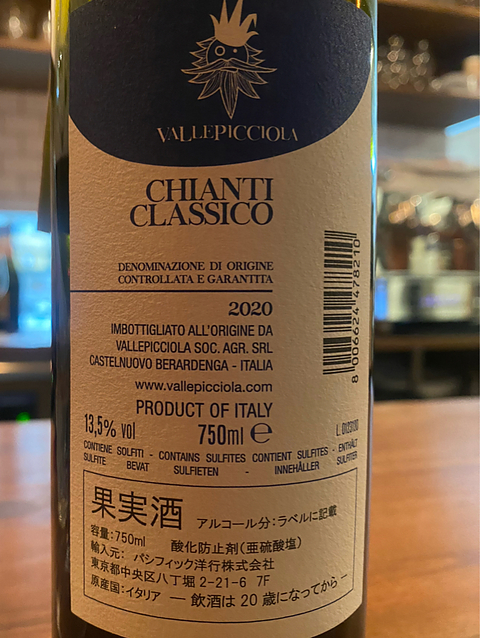 VALLEPICCIOLA
CHIANTI
CLASSICO
DENOMINAZIONE DI ORIGINE
CONTROLLATA E GARANTITA
2020
IMBOTTIGLIATO ALL'ORIGINE DA
VALLEPICCIOLA SOC. AGR. SRL
CASTELNUOVO BERARDENGA - ITALIA
www.vallepicciola.com
PRODUCT OF ITALY
8 006624 478210
13,5% vol 750ml ℮
CONTIENE SOLFITI - CONTAINS SULFITES CONTIENT SULFITES - ENTHÄLT
SULFITE BEVAT SULFIETEN - INNEHÅLLER SULFITER
果実酒 アルコール分:ラベルに記載
容量:750ml 酸化防止剤(亜硫酸塩)
輸入元: パシフィック洋行株式会社
東京都中央区八丁堀 2-21-6 7F
原産国:イタリア ― 飲酒は 20 歳になってから ―